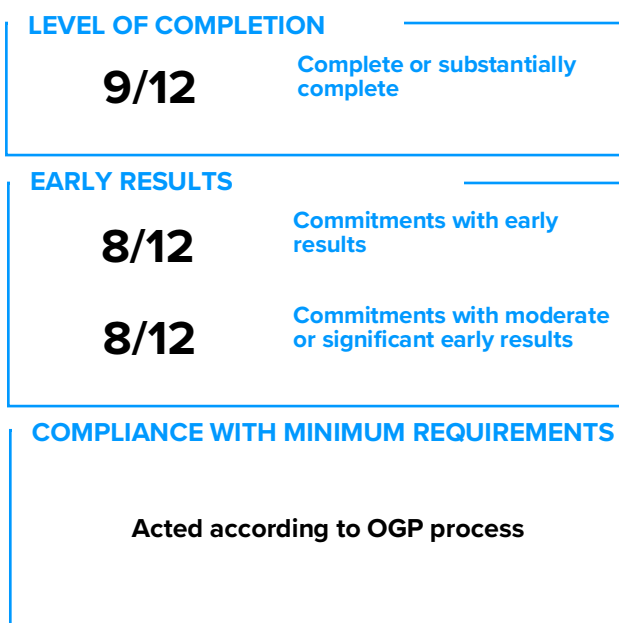 LEVEL OF COMPLETION
9/12
Complete or substantially
complete
EARLY RESULTS
8/12
Commitments with early
results
8/12
Commitments with moderate
or significant early results
COMPLIANCE WITH MINIMUM REQUIREMENTS
Acted according to OGP process